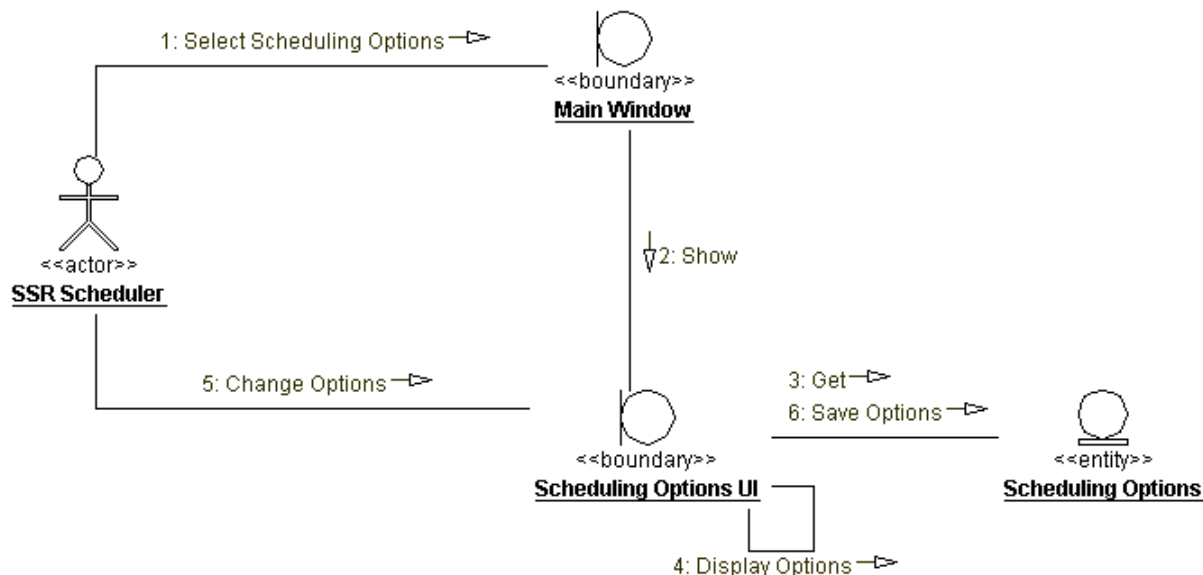 1: Select Scheduling Options
<<boundary>>
Main Window
<<actor>>
SSR Scheduler
2: Show
5: Change Options
3: Get
6: Save Options
<<boundary>>
Scheduling Options UI
<<entity>>
Scheduling Options
4: Display Options